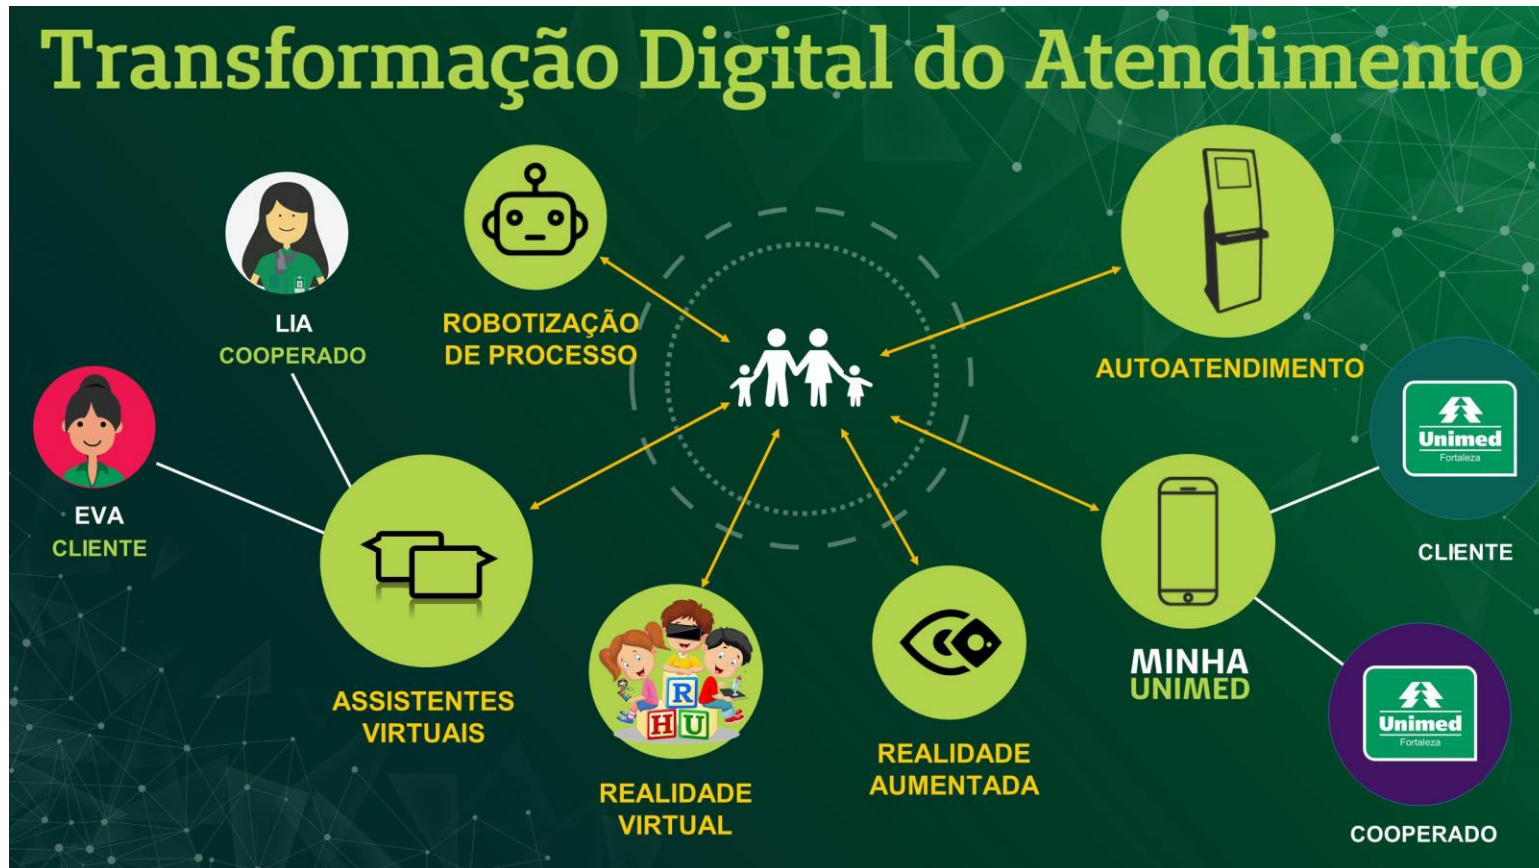 Transformação Digital do Atendimento
LIA
COOPERADO
ROBOTIZAÇÃO
DE PROCESSO
AUTOATENDIMENTO
EVA
CLIENTE
Unimed
Fortaleza
CLIENTE
ASSISTENTES
VIRTUAIS
R
H U
REALIDADE
VIRTUAL
REALIDADE
AUMENTADA
MINHA
UNIMED
Unimed
Fortaleza
COOPERADO